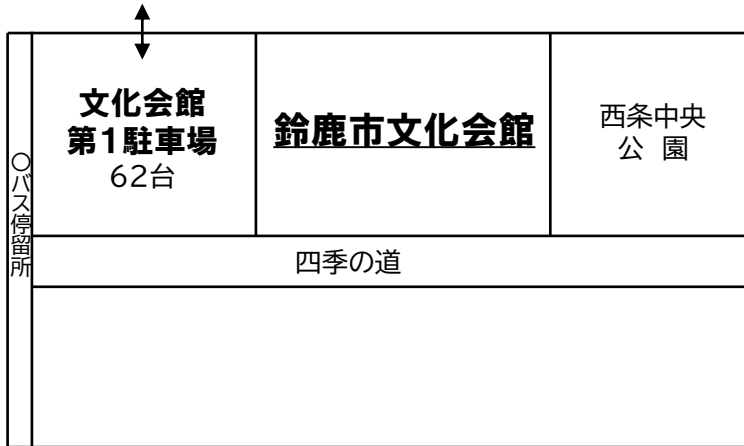 文化会館
第1駐車場
62台
鈴鹿市文化会館
西条中央
公 園
○バス停留所
四季の道